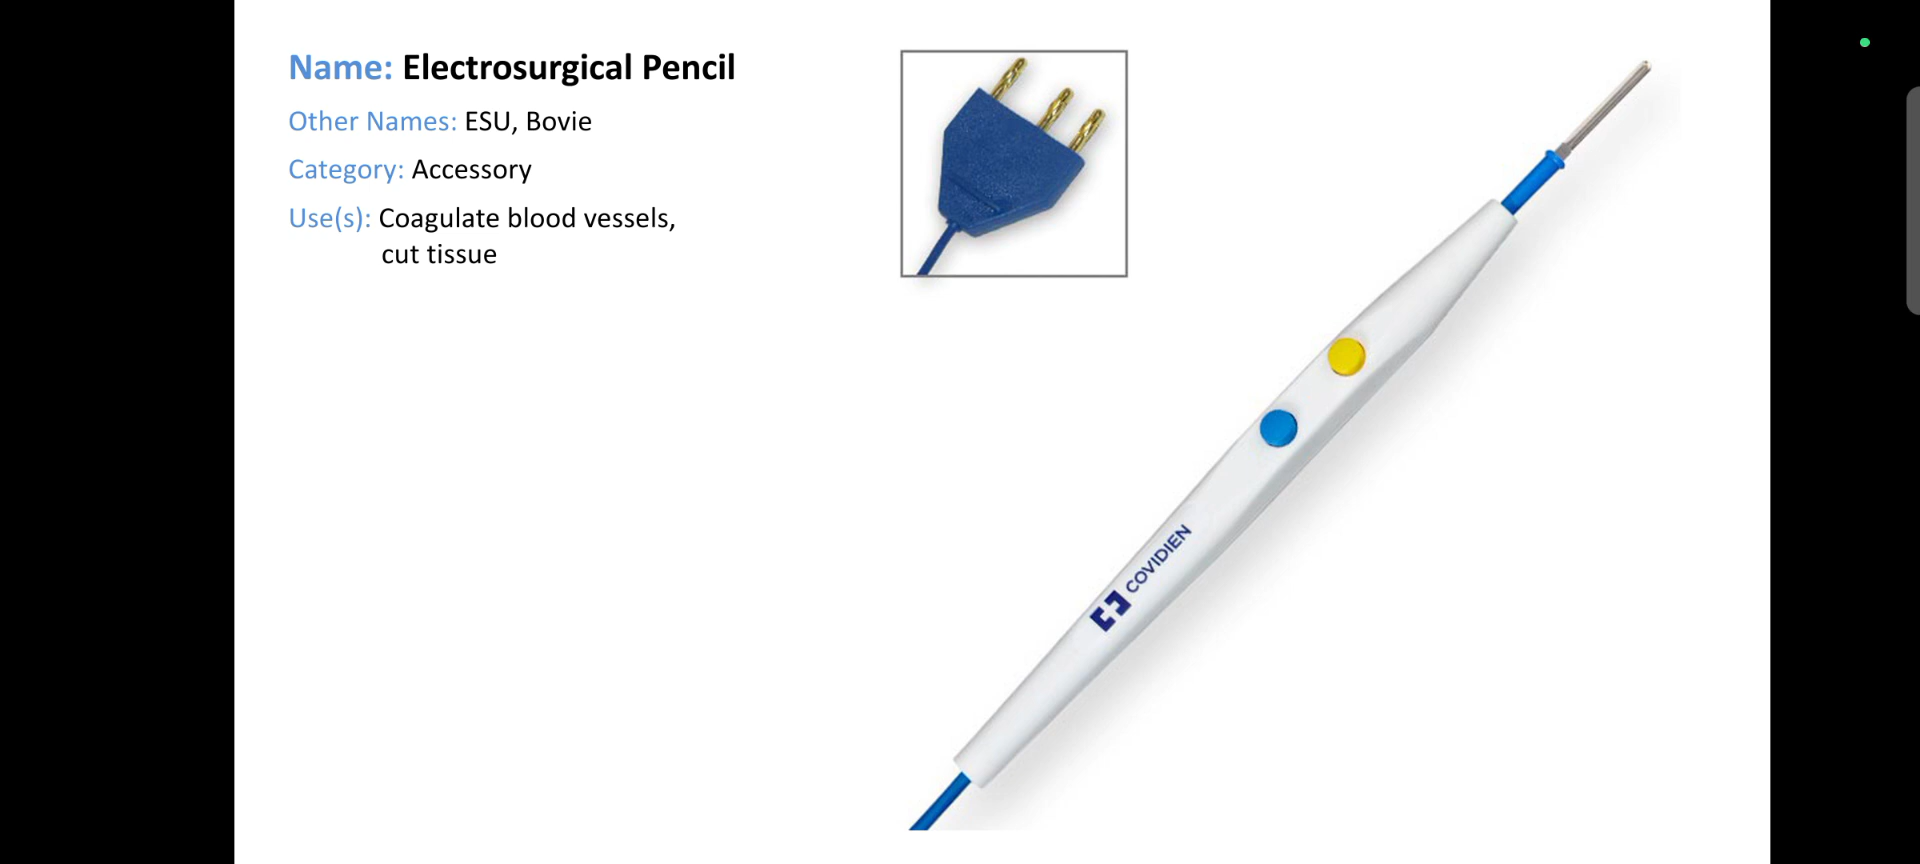 Name: Electrosurgical Pencil
Other Names: ESU, Bovie
Category: Accessory
Use(s): Coagulate blood vessels,
cut tissue
COVIDIEN